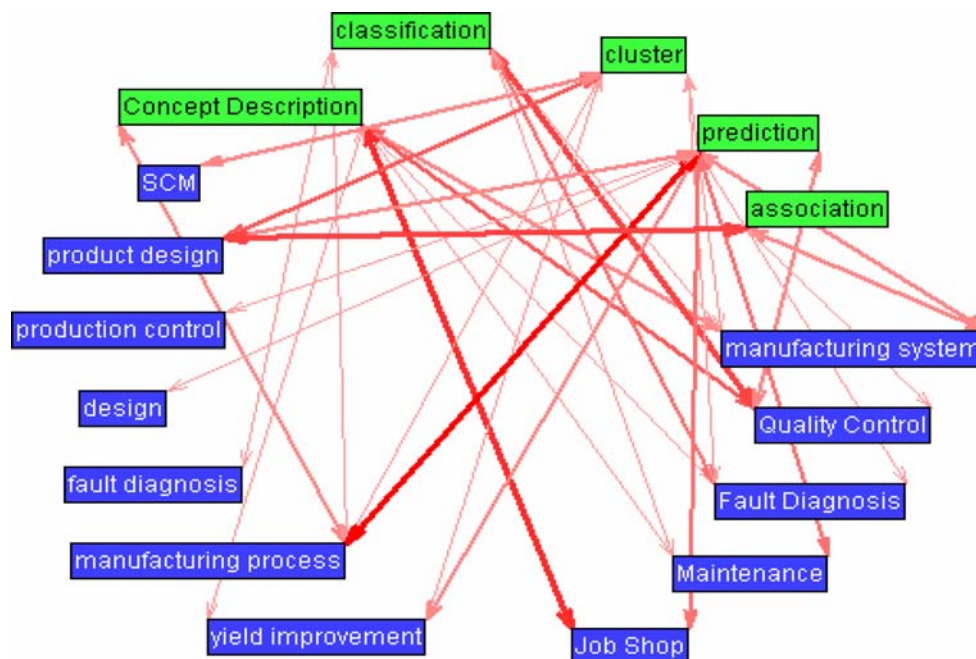 classification
cluster
Concept Description
prediction
SCM
association
product design
production control
manufacturing system
design
Quality Control
fault diagnosis
Fault Diagnosis
manufacturing process
Maintenance
yield improvement
Job Shop